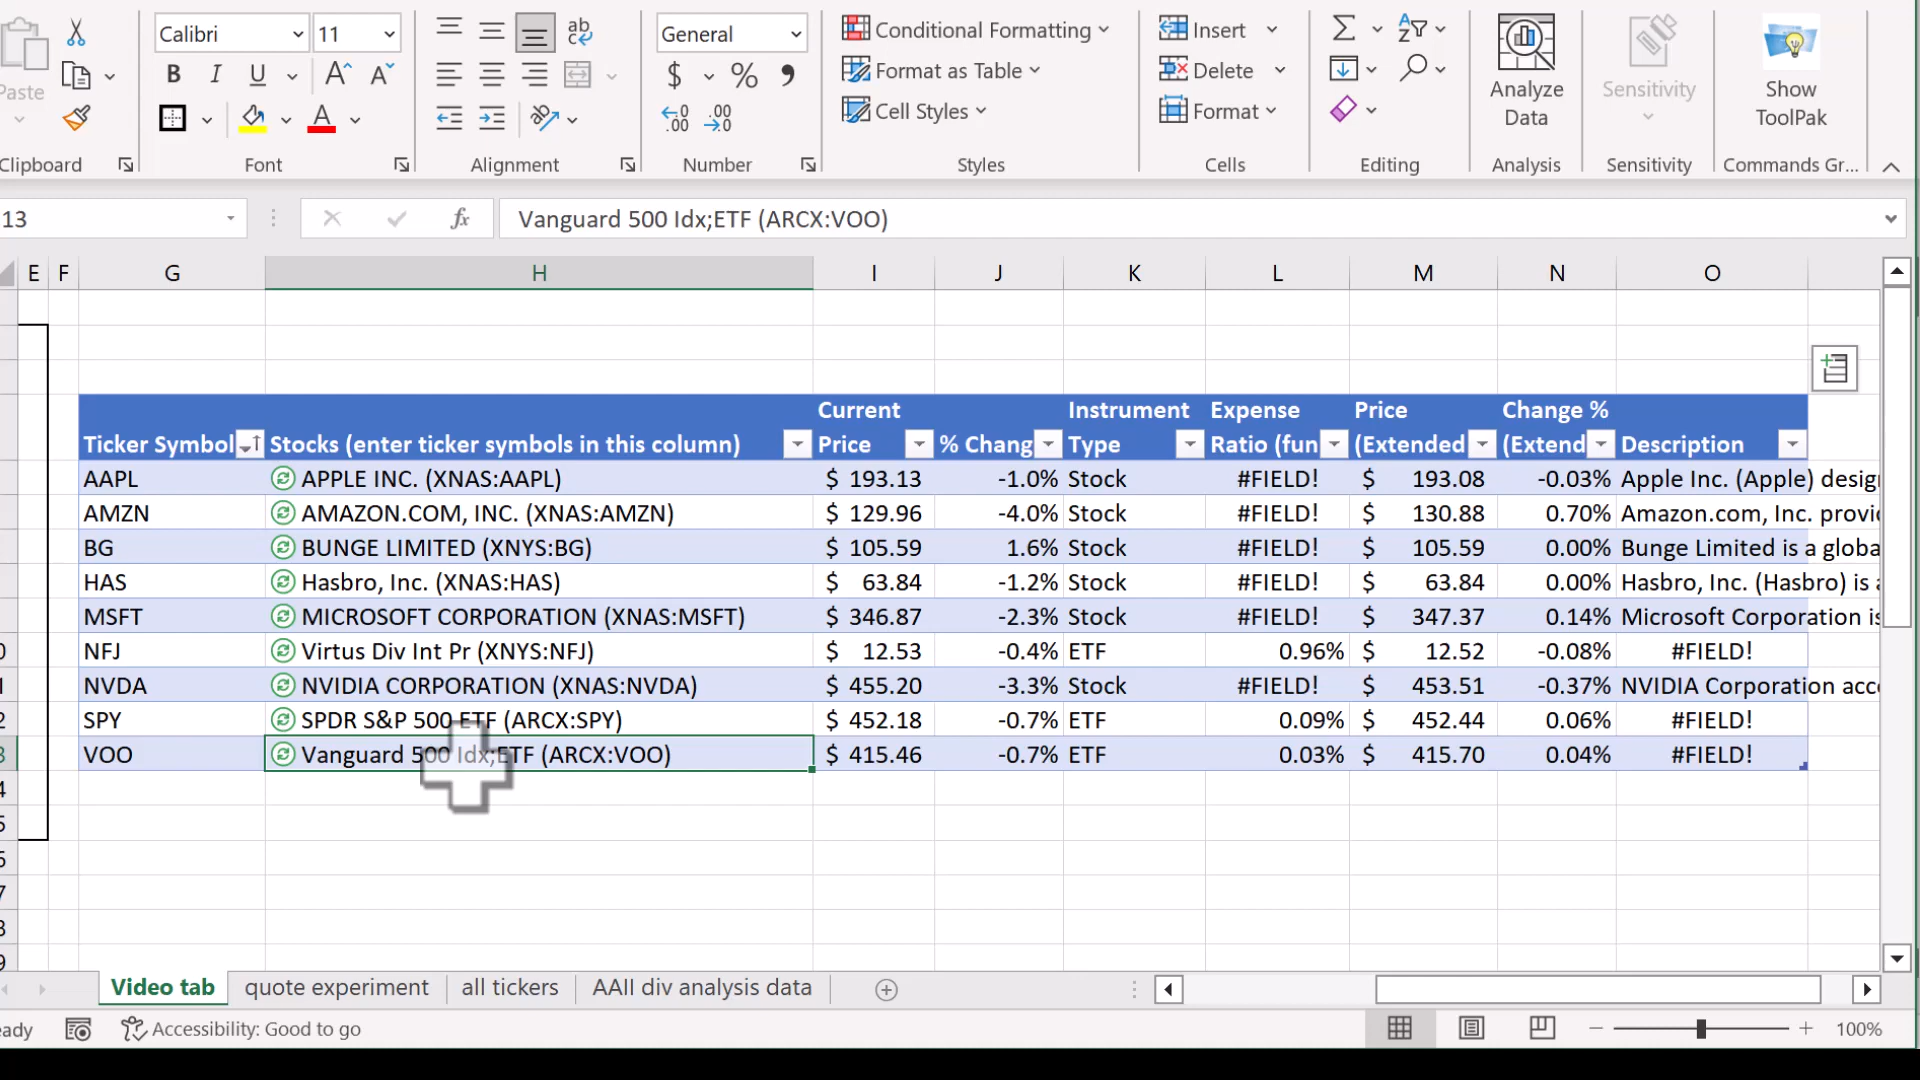 Calibri 11 General Conditional Formatting Insert
Paste B I U A A $ % Format as Table Delete Analyze Data Sensitivity Show ToolPak
A Cell Styles Format
Clipboard Font Alignment Number Styles Cells Editing Analysis Sensitivity Commands Gr...
13 fx Vanguard 500 Idx;ETF (ARCX:VOO)
E F G H I J K L M N O
Current Instrument Expense Price Change %
Ticker Symbol Stocks (enter ticker symbols in this column) Price % Chang Type Ratio (fun (Extended (Extend Description
AAPL APPLE INC. (XNAS:AAPL) $ 193.13 -1.0% Stock #FIELD! $ 193.08 -0.03% Apple Inc. (Apple) desig
AMZN AMAZON.COM, INC. (XNAS:AMZN) $ 129.96 -4.0% Stock #FIELD! $ 130.88 0.70% Amazon.com, Inc. provi
BG BUNGE LIMITED (XNYS:BG) $ 105.59 1.6% Stock #FIELD! $ 105.59 0.00% Bunge Limited is a globa
HAS Hasbro, Inc. (XNAS:HAS) $ 63.84 -1.2% Stock #FIELD! $ 63.84 0.00% Hasbro, Inc. (Hasbro) is
MSFT MICROSOFT CORPORATION (XNAS:MSFT) $ 346.87 -2.3% Stock #FIELD! $ 347.37 0.14% Microsoft Corporation is
NFJ Virtus Div Int Pr (XNYS:NFJ) $ 12.53 -0.4% ETF 0.96% $ 12.52 -0.08% #FIELD!
NVDA NVIDIA CORPORATION (XNAS:NVDA) $ 455.20 -3.3% Stock #FIELD! $ 453.51 -0.37% NVIDIA Corporation acc
SPY SPDR S&P 500 ETF (ARCX:SPY) $ 452.18 -0.7% ETF 0.09% $ 452.44 0.06% #FIELD!
VOO Vanguard 500 Idx;ETF (ARCX:VOO) $ 415.46 -0.7% ETF 0.03% $ 415.70 0.04% #FIELD!
Video tab quote experiment all tickers AAII div analysis data
eady Accessibility: Good to go 100%